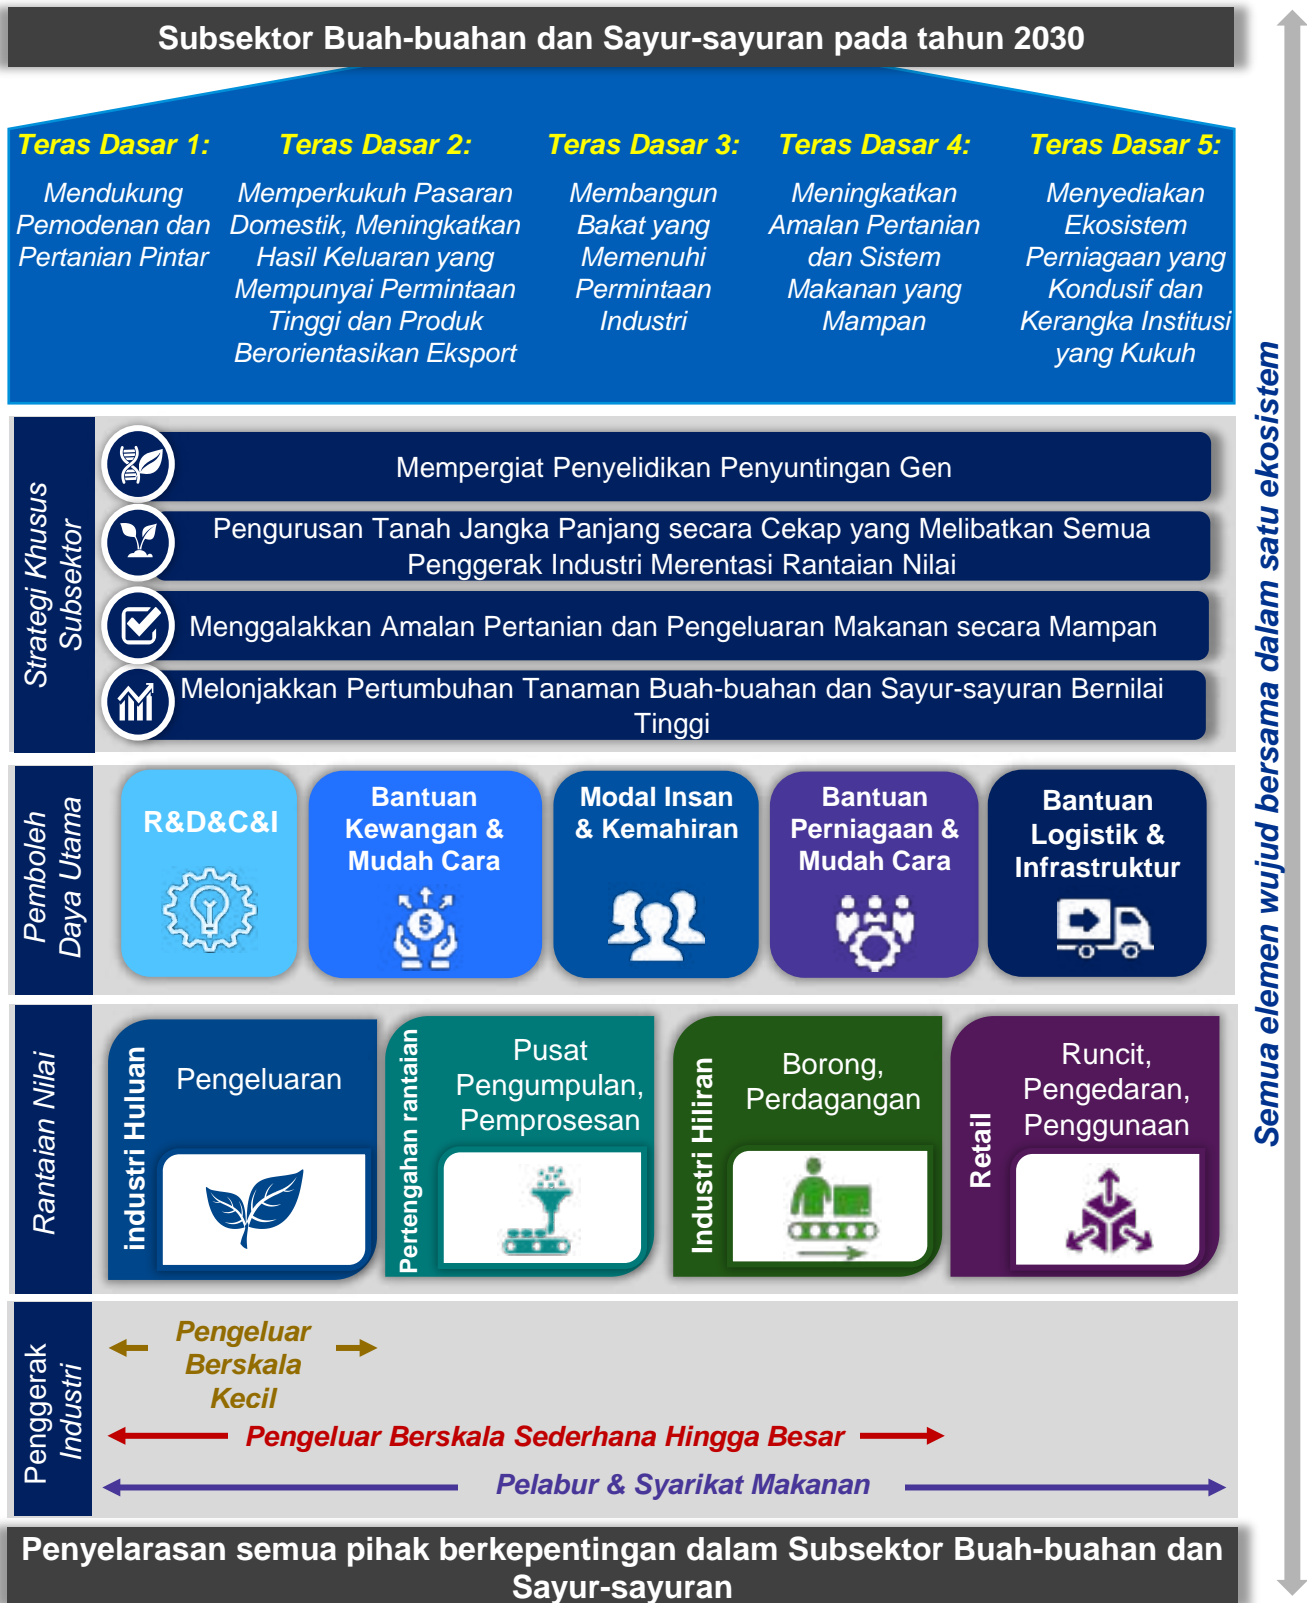 Subsektor Buah-buahan dan Sayur-sayuran pada tahun 2030
Teras Dasar 1:
Mendukung
Pemodenan dan
Pertanian Pintar
Teras Dasar 2:
Memperkukuh Pasaran
Domestik, Meningkatkan
Hasil Keluaran yang
Mempunyai Permintaan
Tinggi dan Produk
Berorientasikan Eksport
Teras Dasar 3:
Membangun
Bakat yang
Memenuhi
Permintaan
Industri
Teras Dasar 4:
Meningkatkan
Amalan Pertanian
dan Sistem
Makanan yang
Mampan
Teras Dasar 5:
Menyediakan
Ekosistem
Perniagaan yang
Kondusif dan
Kerangka Institusi
yang Kukuh
Strategi Khusus
Subsektor
Mempergiat Penyelidikan Penyuntingan Gen
Pengurusan Tanah Jangka Panjang secara Cekap yang Melibatkan Semua
Penggerak Industri Merentasi Rantaian Nilai
Menggalakkan Amalan Pertanian dan Pengeluaran Makanan secara Mampan
Melonjakkan Pertumbuhan Tanaman Buah-buahan dan Sayur-sayuran Bernilai
Tinggi
Pemboleh
Daya Utama
R&D&C&I
Bantuan
Kewangan &
Mudah Cara
$
Modal Insan
& Kemahiran
Bantuan
Perniagaan &
Mudah Cara
Bantuan
Logistik &
Infrastruktur
Rantaian Nilai
industri Huluan
Pengeluaran
Pertengahan rantaian
Pusat
Pengumpulan,
Pemprosesan
Industri Hiliran
Borong,
Perdagangan
Retail
Runcit,
Pengedaran,
Penggunaan
Penggerak
Industri
Pengeluar
Berskala
Kecil
Pengeluar Berskala Sederhana Hingga Besar
Pelabur & Syarikat Makanan
Penyelarasan semua pihak berkepentingan dalam Subsektor Buah-buahan dan
Sayur-sayuran
Semua elemen wujud bersama dalam satu ekosistem